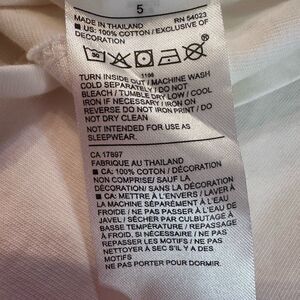 5
MADE IN THAILAND RN 54023
■ US: 100% COTTON / EXCLUSIVE OF
DECORATION
1106
TURN INSIDE OUT / MACHINE WASH
COLD SEPARATELY / DO NOT
BLEACH / TUMBLE DRY LOW / COOL
IRON IF NECESSARY / IRON ON
REVERSE DO NOT IRON PRINT / DO
NOT DRY CLEAN
NOT INTENDED FOR USE AS
SLEEPWEAR.
CA 17897
FABRIQUE AU THAILAND
■ CA: 100% COTON / DÉCORATION
NON COMPRISE/ SAUF LA
DÉCORATION/ SANS LA DÉCORATION
■ CA: METTRE À L'ENVERS / LAVER À
LA MACHINE SÉPARÉMENT À L'EAU
FROIDE / NE PAS PASSER À L'EAU DE
JAVEL / SÉCHER PAR CULBUTAGE À
BASSE TEMPÉRATURE / REPASSAGE
À FROID, SI NÉCESSAIRE / NE PAS
REPASSER LES MOTIFS / NE PAS
NETTOYER À SEC S'IL Y A DES
MOTIFS
NE PAS PORTER POUR DORMIR.